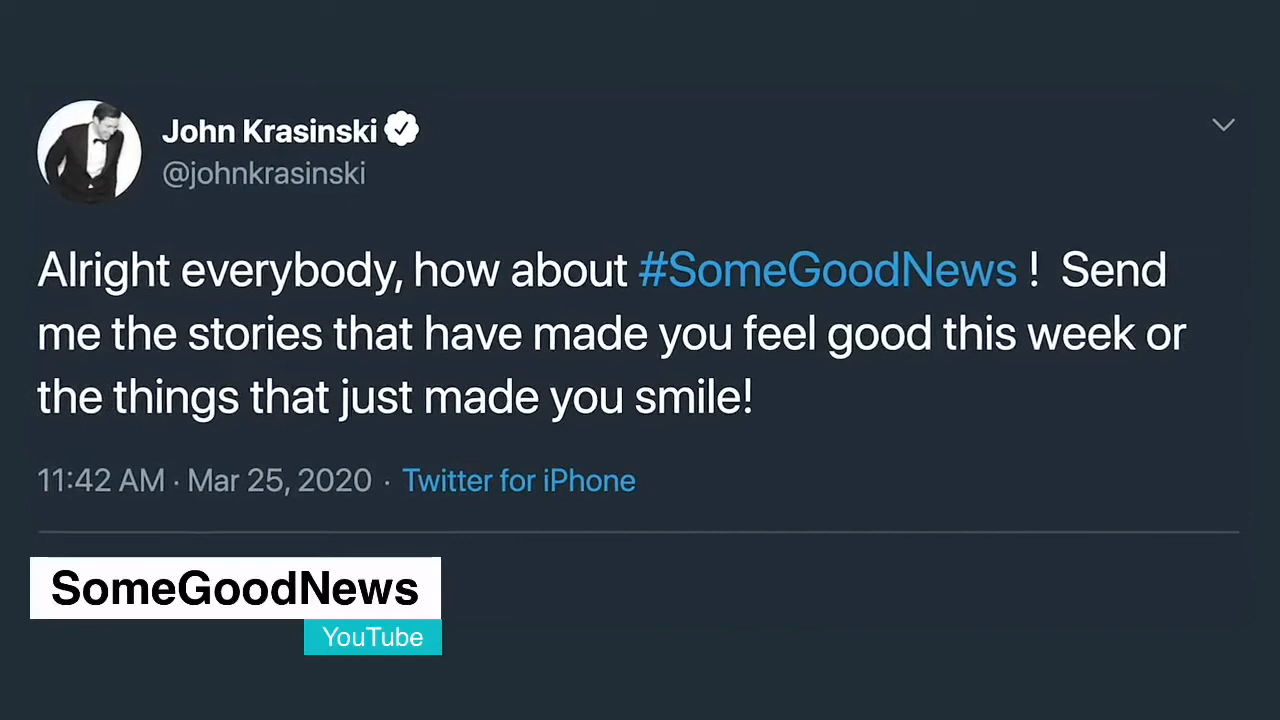 John Krasinski
@johnkrasinski
Alright everybody, how about #SomeGoodNews ! Send
me the stories that have made you feel good this week or
the things that just made you smile!
11:42 AM · Mar 25, 2020 · Twitter for iPhone
SomeGoodNews
YouTube